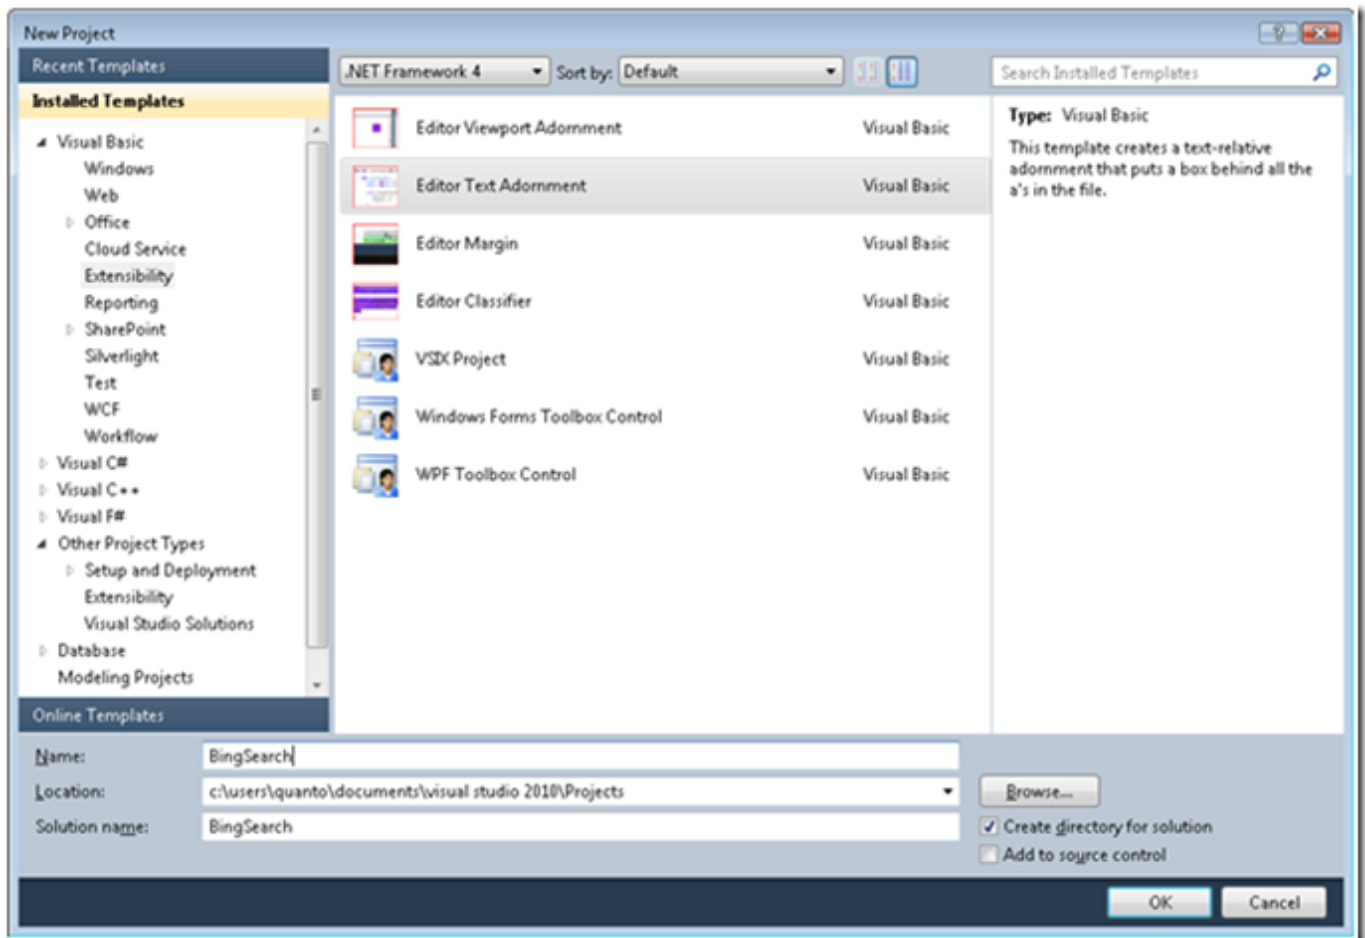 New Project
Recent Templates
.NET Framework 4 Sort by: Default
Search Installed Templates
Installed Templates
Visual Basic
Windows
Web
Office
Cloud Service
Extensibility
Reporting
SharePoint
Silverlight
Test
WCF
Workflow
Visual C#
Visual C++
Visual F#
Other Project Types
Setup and Deployment
Extensibility
Visual Studio Solutions
Database
Modeling Projects
Online Templates
Editor Viewport Adornment Visual Basic
Editor Text Adornment Visual Basic
Editor Margin Visual Basic
Editor Classifier Visual Basic
VSIX Project Visual Basic
Windows Forms Toolbox Control Visual Basic
WPF Toolbox Control Visual Basic
Type: Visual Basic
This template creates a text-relative
adornment that puts a box behind all the
a's in the file.
Name: BingSearch
Location: c:\users\quanto\documents\visual studio 2010\Projects
Browse...
Solution name: BingSearch
Create directory for solution
Add to source control
OK Cancel